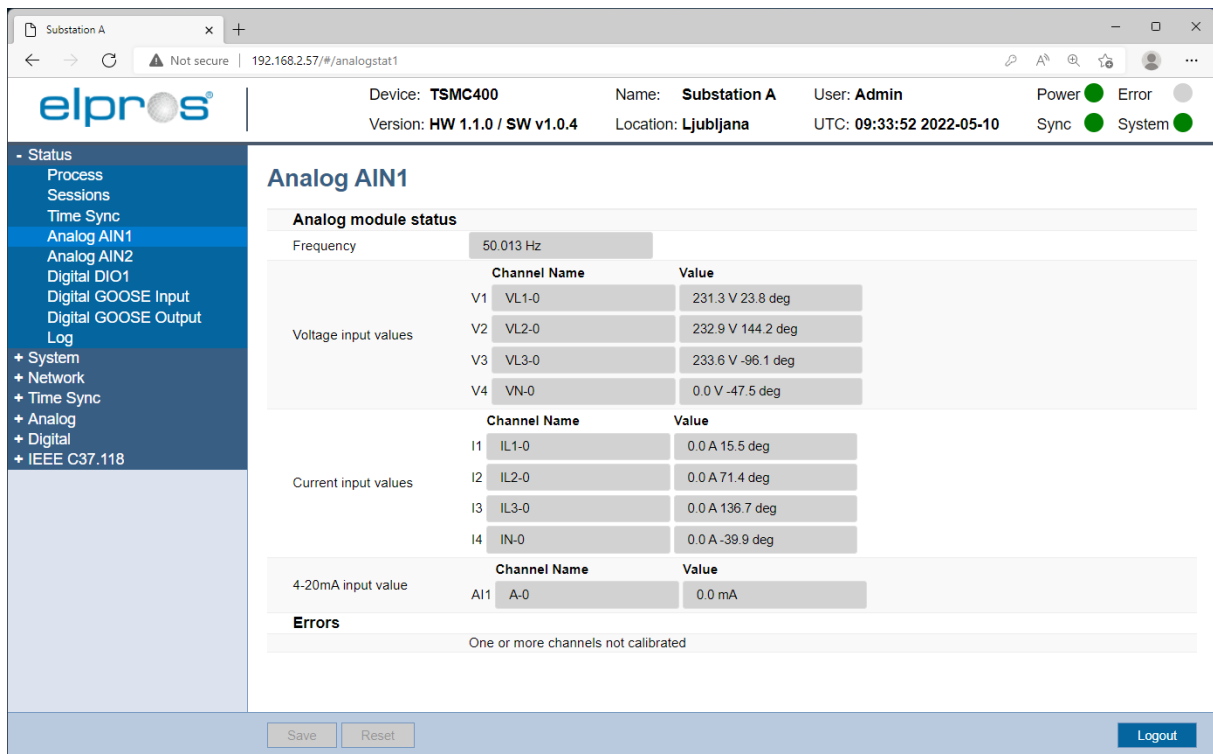 Substation A
Not secure 192.168.2.57/#/analogstat1
elpros
Device: TSMC400 Name: Substation A User: Admin Power Error
Version: HW 1.1.0 / SW v1.0.4 Location: Ljubljana UTC: 09:33:52 2022-05-10 Sync System
- Status
Process
Sessions
Time Sync
Analog AIN1
Analog AIN2
Digital DIO1
Digital GOOSE Input
Digital GOOSE Output
Log
+ System
+ Network
+ Time Sync
+ Analog
+ Digital
+ IEEE C37.118
Analog AIN1
Analog module status
Frequency 50.013 Hz
Channel Name Value
Voltage input values
V1 VL1-0 231.3 V 23.8 deg
V2 VL2-0 232.9 V 144.2 deg
V3 VL3-0 233.6 V -96.1 deg
V4 VN-0 0.0 V -47.5 deg
Channel Name Value
Current input values
I1 IL1-0 0.0 A 15.5 deg
I2 IL2-0 0.0 A 71.4 deg
I3 IL3-0 0.0 A 136.7 deg
I4 IN-0 0.0 A -39.9 deg
Channel Name Value
4-20mA input value
AI1 A-0 0.0 mA
Errors
One or more channels not calibrated
Save Reset Logout